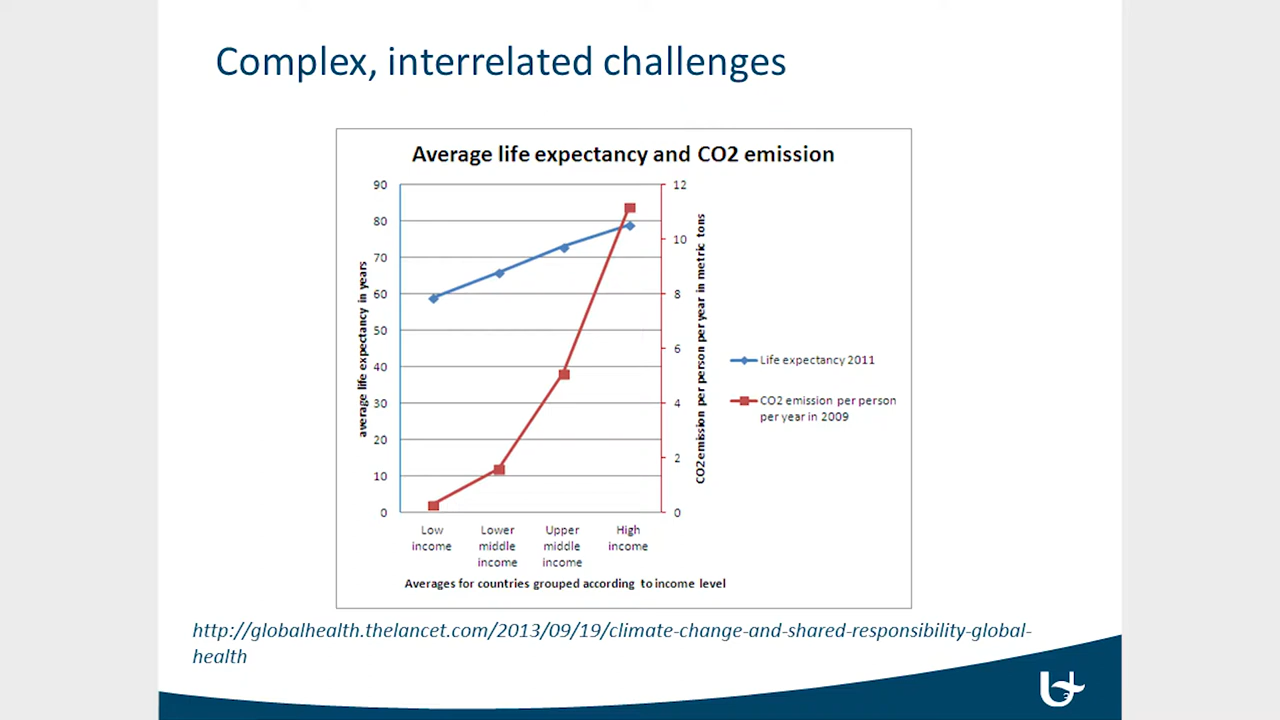 Complex, interrelated challenges
Average life expectancy and CO2 emission
90
80
70
60
50
40
30
20
10
0
average life expectancy in years
12
10
8
6
4
2
0
CO2 emission per person per year in metric tons
Low income
Lower middle income
Upper middle income
High income
Averages for countries grouped according to income level
Life expectancy 2011
CO2 emission per person
per year in 2009
http://globalhealth.thelancet.com/2013/09/19/climate-change-and-shared-responsibility-global-
health
3